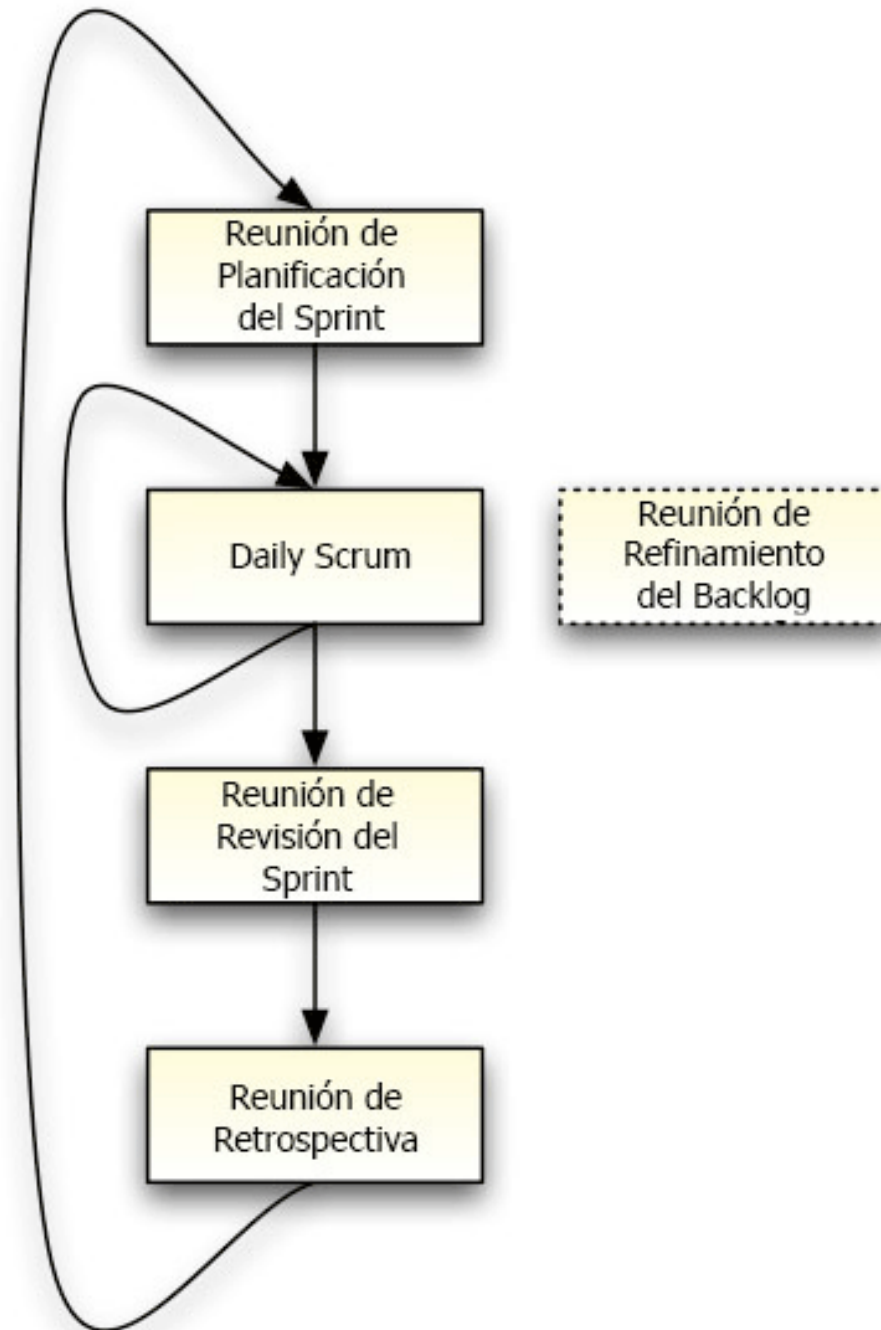 Reunión de
Planificación
del Sprint
Daily Scrum
Reunión de
Refinamiento
del Backlog
Reunión de
Revisión del
Sprint
Reunión de
Retrospectiva